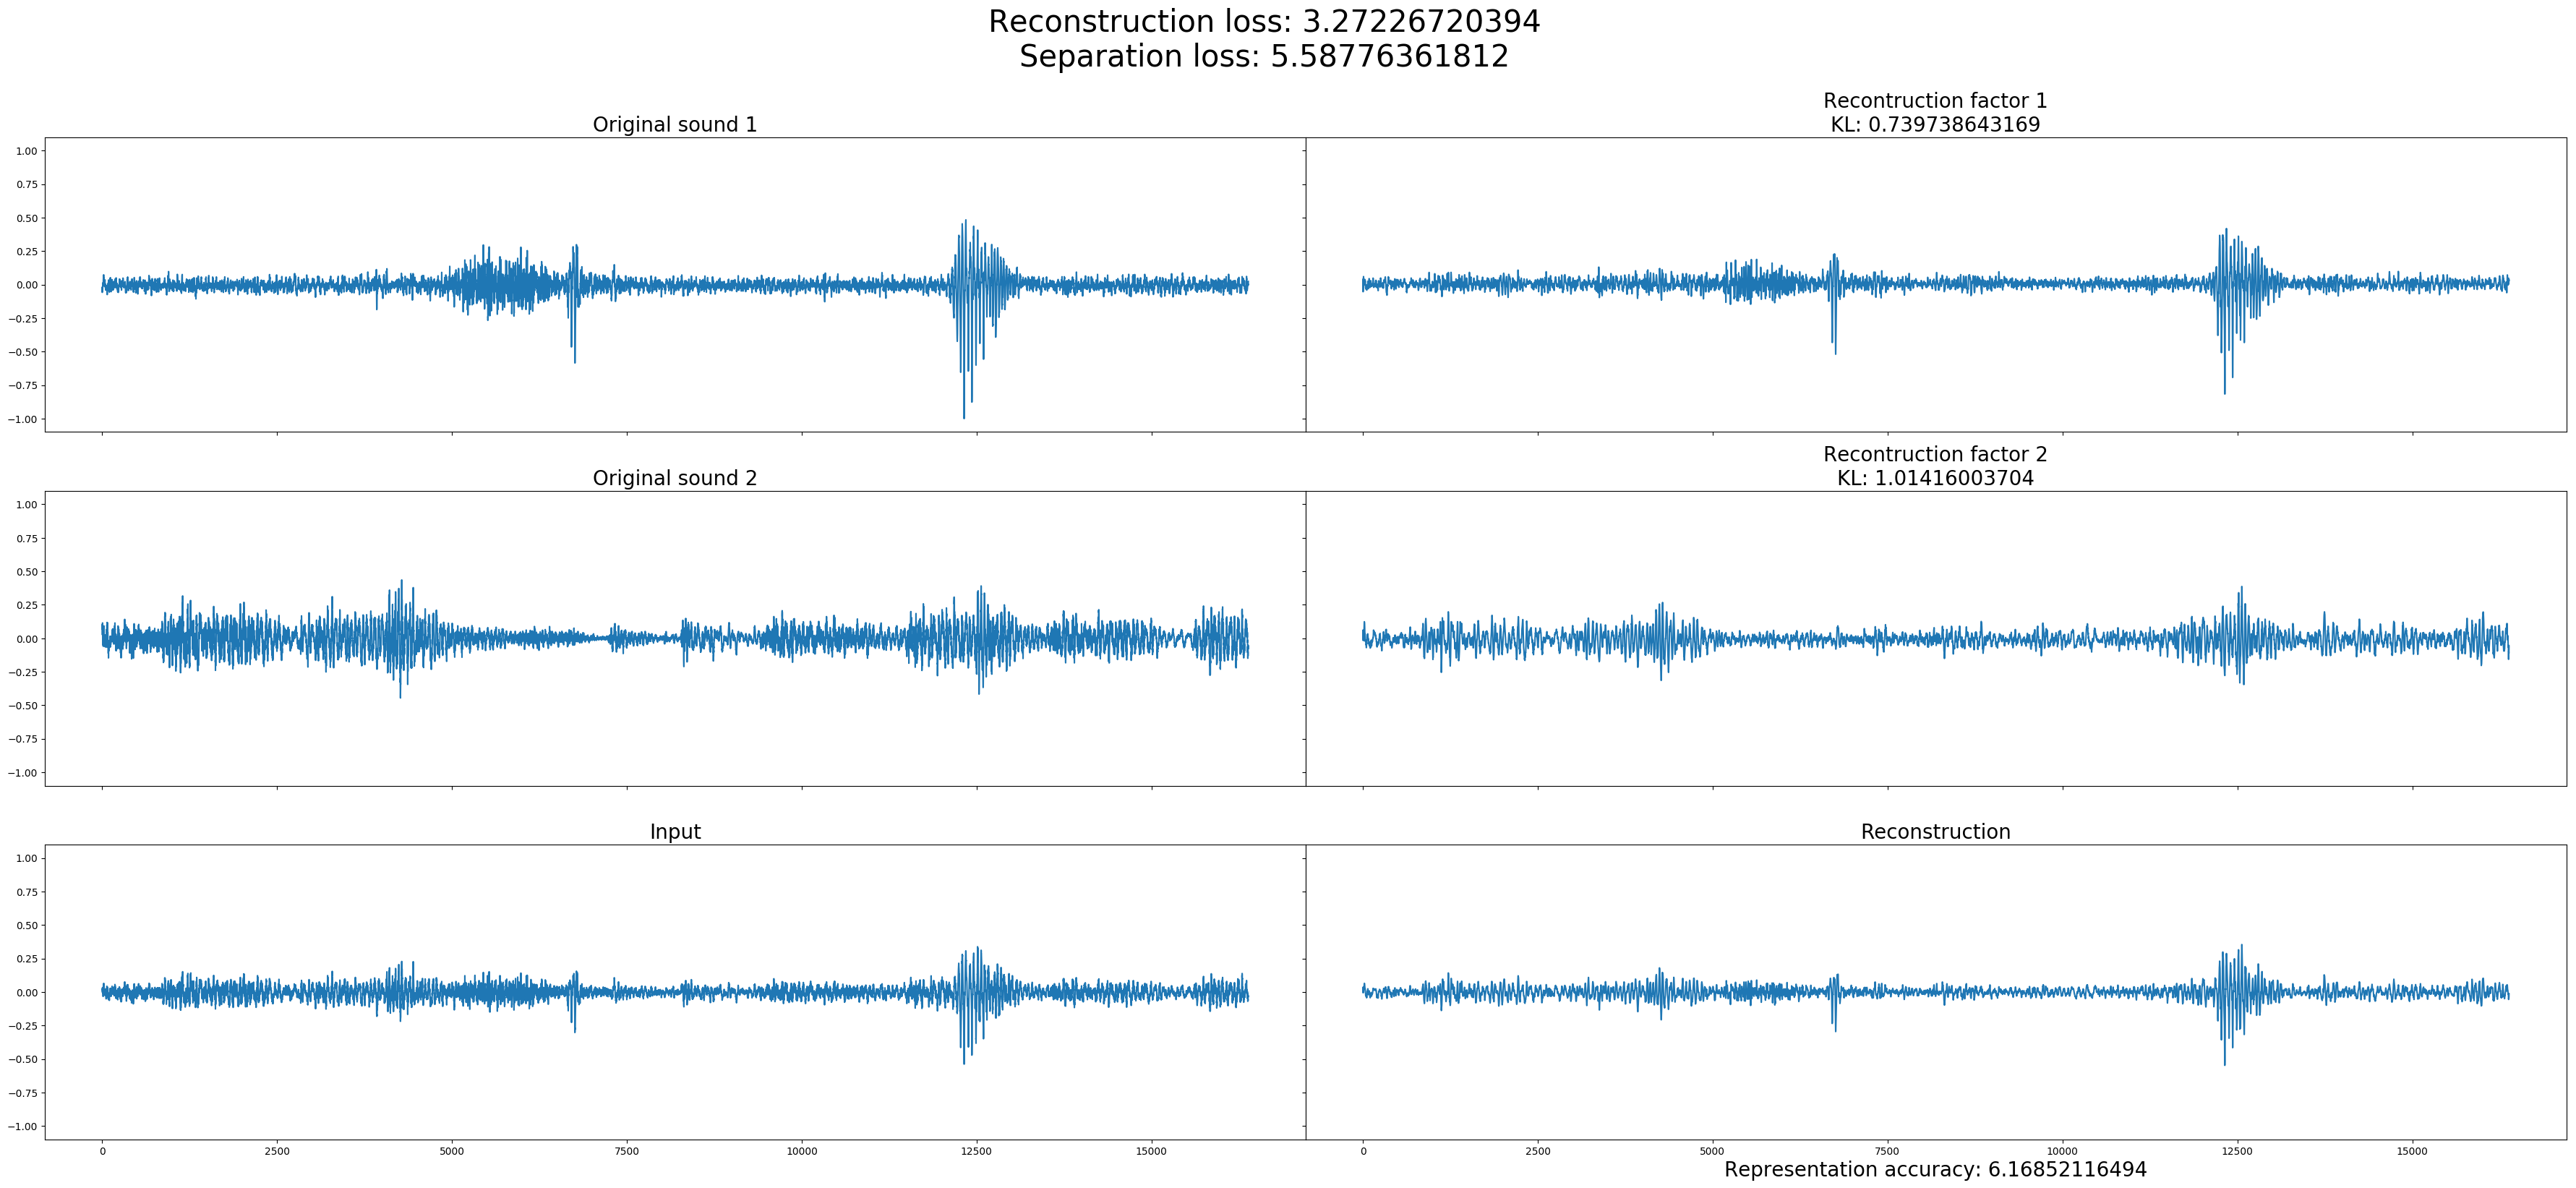 Reconstruction loss: 3.27226720394
Separation loss: 5.58776361812
Original sound 1
Recontruction factor 1
KL: 0.739738643169
1.00
0.75
0.50
0.25
0.00
−0.25
−0.50
−0.75
−1.00
Original sound 2
Recontruction factor 2
KL: 1.01416003704
1.00
0.75
0.50
0.25
0.00
−0.25
−0.50
−0.75
−1.00
Input
Reconstruction
1.00
0.75
0.50
0.25
0.00
−0.25
−0.50
−0.75
−1.00
0 2500 5000 7500 10000 12500 15000
0 2500 5000 7500 10000 12500 15000
Representation accuracy: 6.16852116494